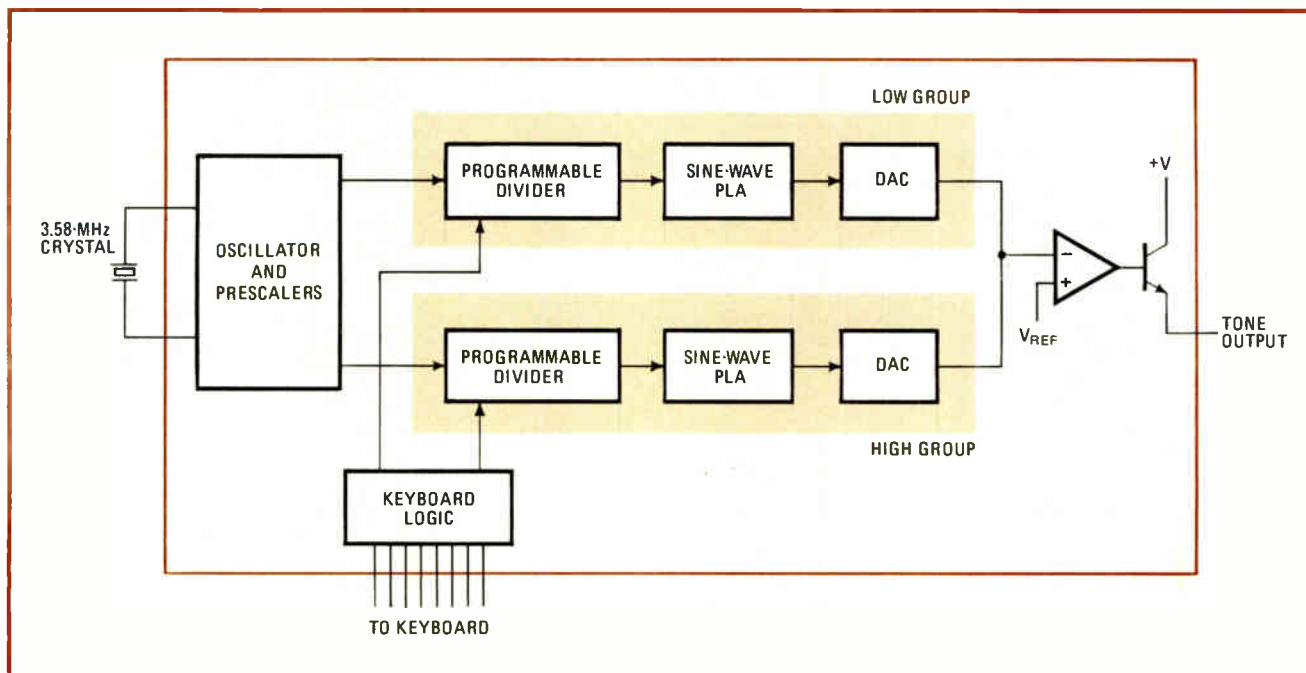 LOW GROUP
+V
PROGRAMMABLE
DIVIDER
SINE-WAVE
PLA
DAC
3.58-MHz
CRYSTAL
OSCILLATOR
AND
PRESCALERS
−
+
VREF
TONE
OUTPUT
PROGRAMMABLE
DIVIDER
SINE-WAVE
PLA
DAC
HIGH GROUP
KEYBOARD
LOGIC
TO KEYBOARD